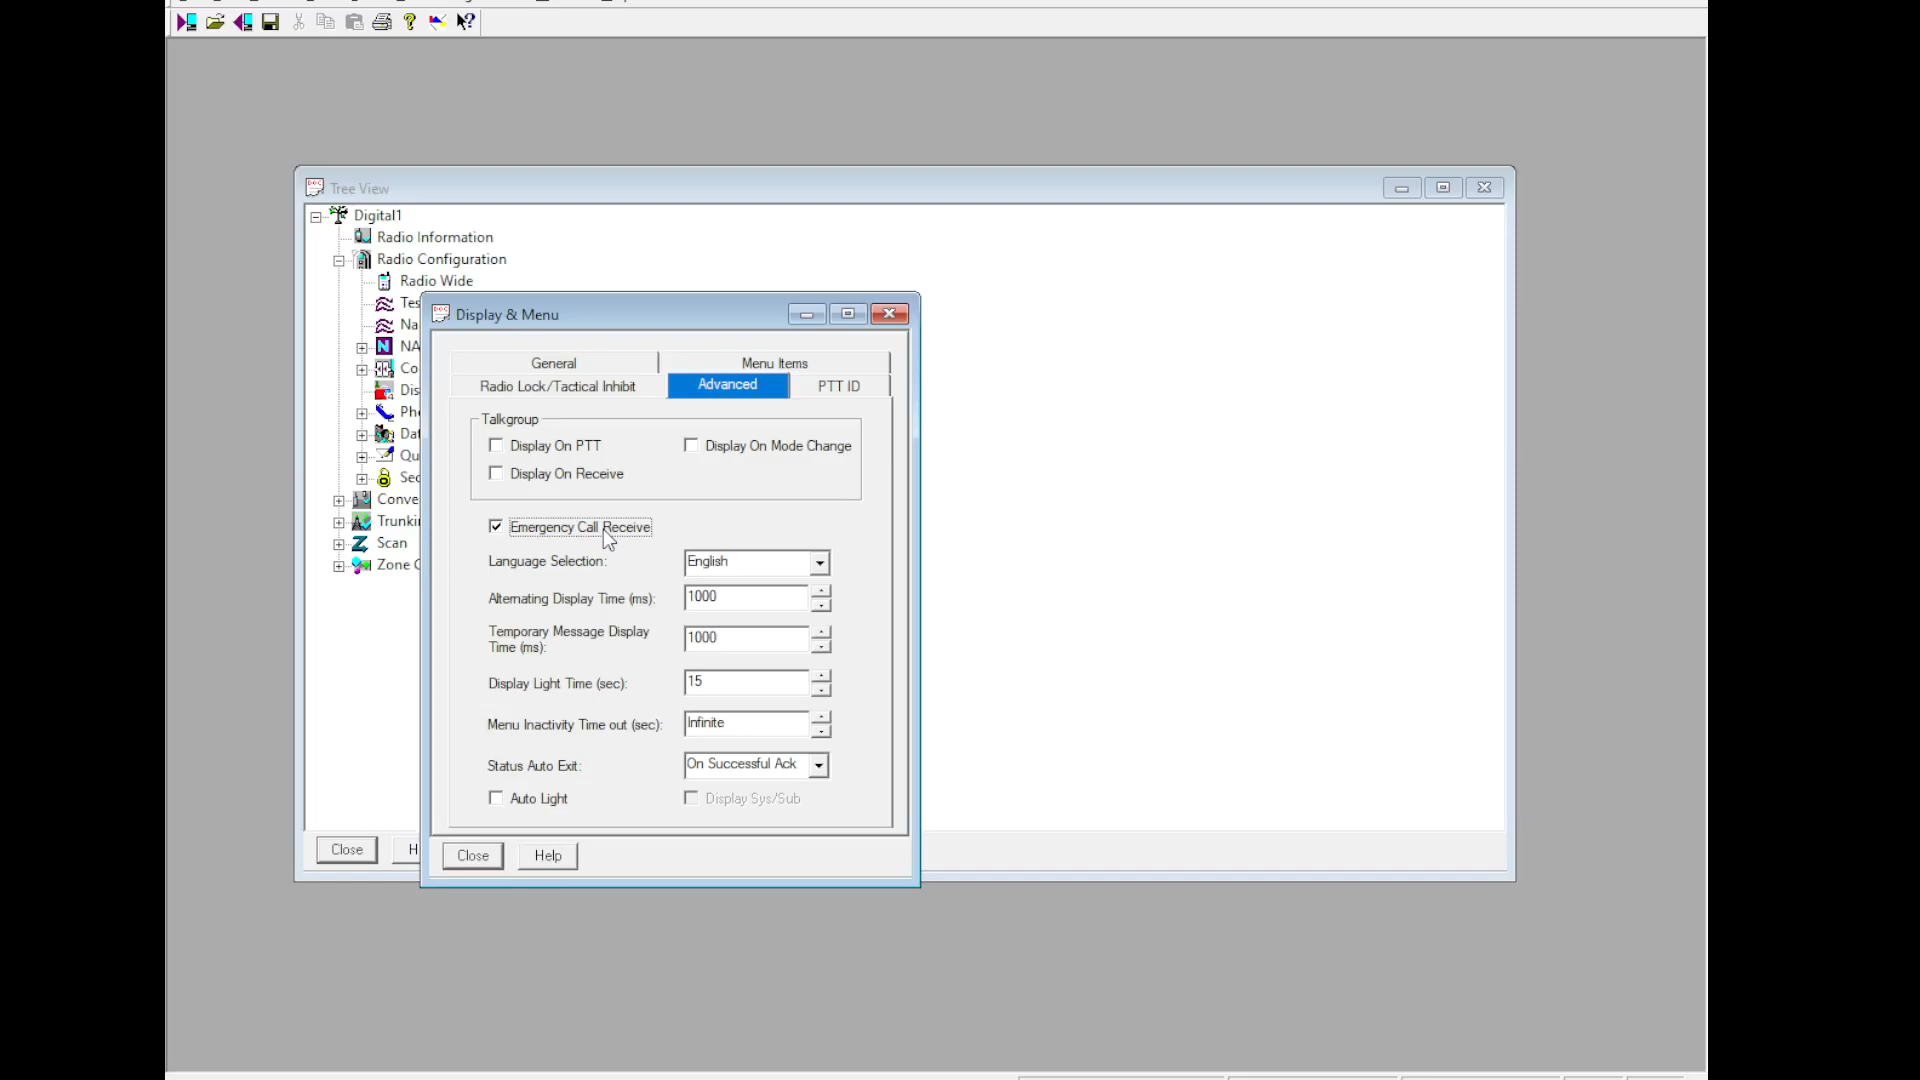 Tree View
Digital1
Radio Information
Radio Configuration
Radio Wide
Tes
Na
NA
Co
Dis
Pho
Dat
Qu
Sec
Conve
Trunki
Scan
Zone C
Close
H
Display & Menu
General
Menu Items
Radio Lock/Tactical Inhibit
Advanced
PTT ID
Talkgroup
Display On PTT
Display On Mode Change
Display On Receive
Emergency Call Receive
Language Selection:
English
Alternating Display Time (ms):
1000
Temporary Message Display
Time (ms):
1000
Display Light Time (sec):
15
Menu Inactivity Time out (sec):
Infinite
Status Auto Exit:
On Successful Ack
Auto Light
Display Sys/Sub
Close
Help